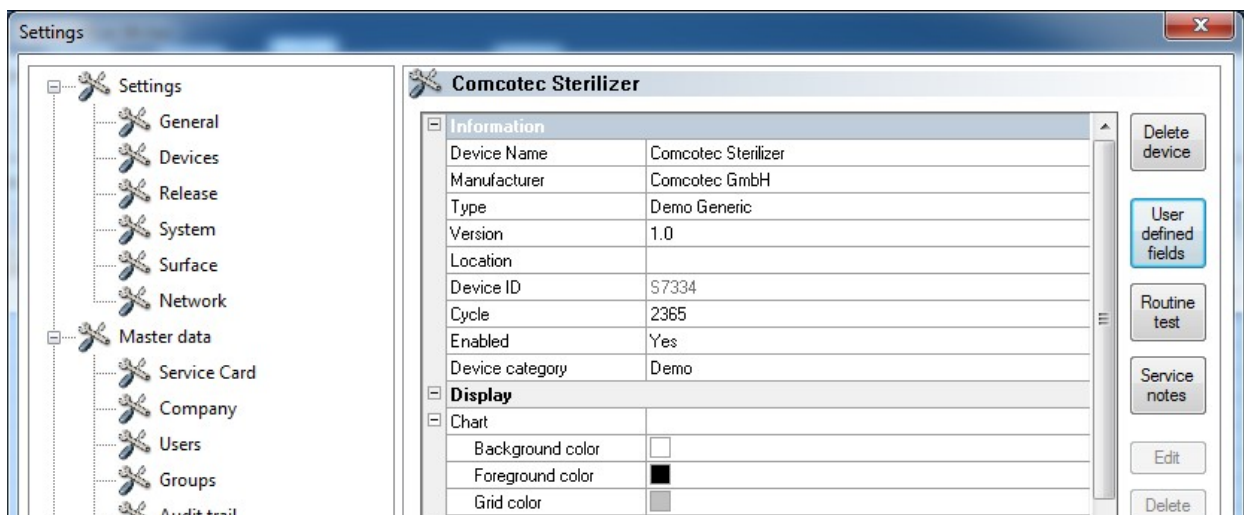 Settings
Settings
General
Devices
Release
System
Surface
Network
Master data
Service Card
Company
Users
Groups
Audit trail
Comcotec Sterilizer
Information
Device Name Comcotec Sterilizer
Manufacturer Comcotec GmbH
Type Demo Generic
Version 1.0
Location
Device ID S7334
Cycle 2365
Enabled Yes
Device category Demo
Display
Chart
Background color
Foreground color
Grid color
Delete
device
User
defined
fields
Routine
test
Service
notes
Edit
Delete